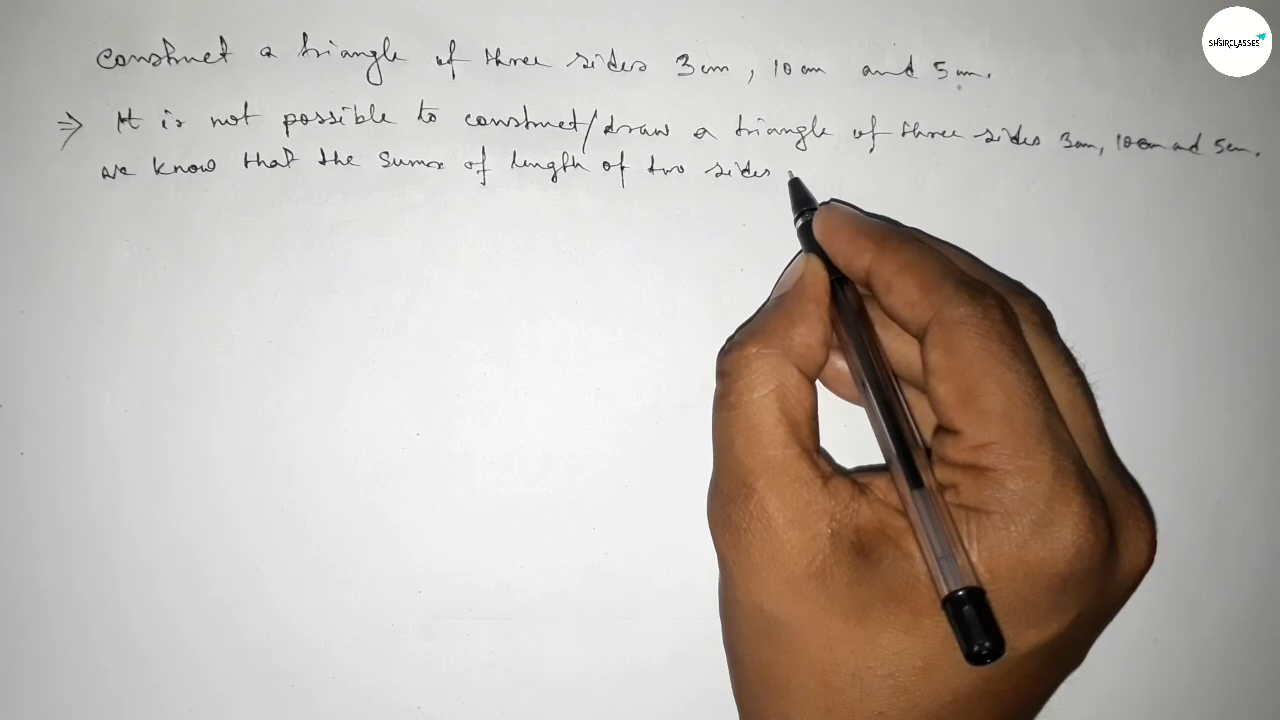 SHSIRCLASSES
construct a triangle of three sides 3cm, 10cm and 5cm.
⇒ It is not possible to construct/draw a triangle of three sides 3cm, 10cm and 5cm.
we know that the sum of length of two sides